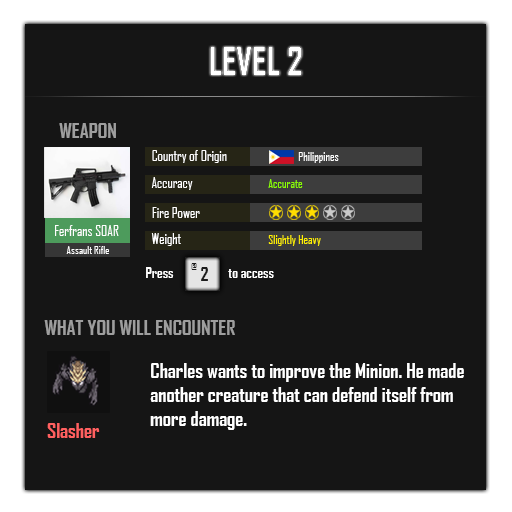 LEVEL 2
WEAPON
Country of Origin Philippines
Accuracy Accurate
Ferfrans SOAR
Fire Power
Assault Rifle
Weight Slightly Heavy
Press 2 to access
WHAT YOU WILL ENCOUNTER
Charles wants to improve the Minion. He made
another creature that can defend itself from
more damage.
Slasher